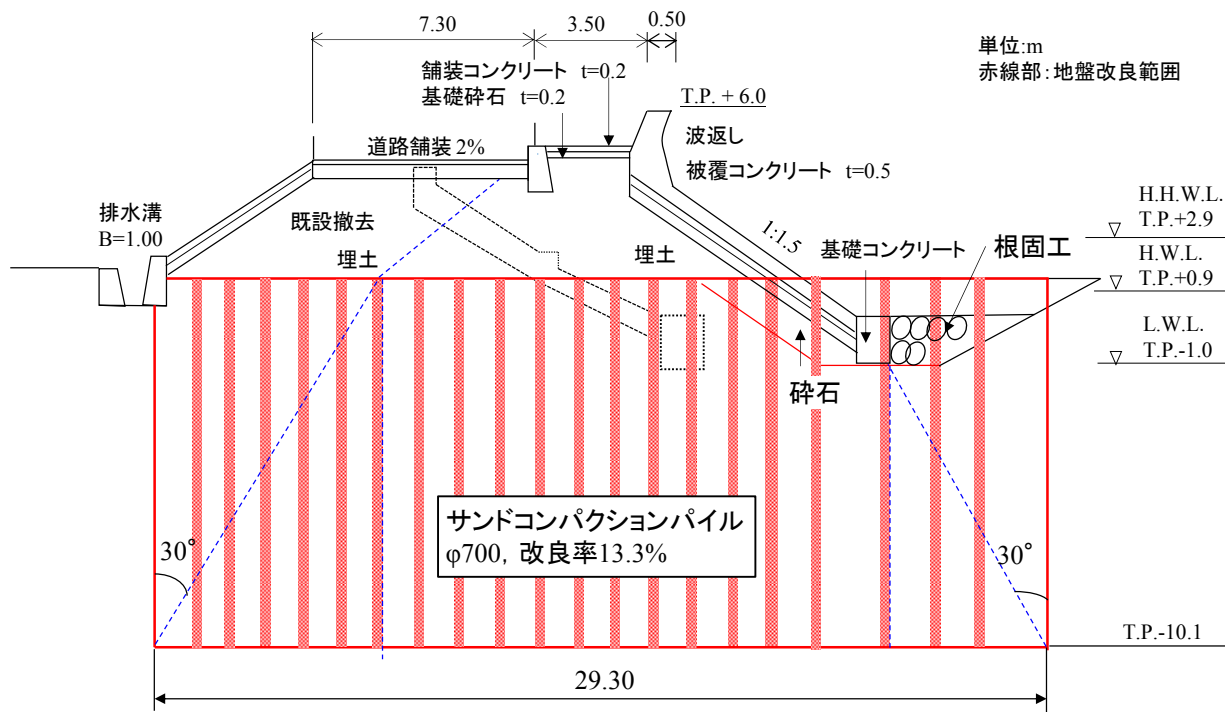 7.30
3.50
0.50
単位:m
赤線部:地盤改良範囲
舗装コンクリート t=0.2
基礎砕石 t=0.2
T.P. + 6.0
波返し
道路舗装 2%
被覆コンクリート t=0.5
H.H.W.L.
T.P.+2.9
排水溝
B=1.00
既設撤去
1:1.5
基礎コンクリート
根固工
埋土
埋土
H.W.L.
T.P.+0.9
L.W.L.
T.P.-1.0
砕石
サンドコンパクションパイル
φ700, 改良率13.3%
30°
30°
T.P.-10.1
29.30